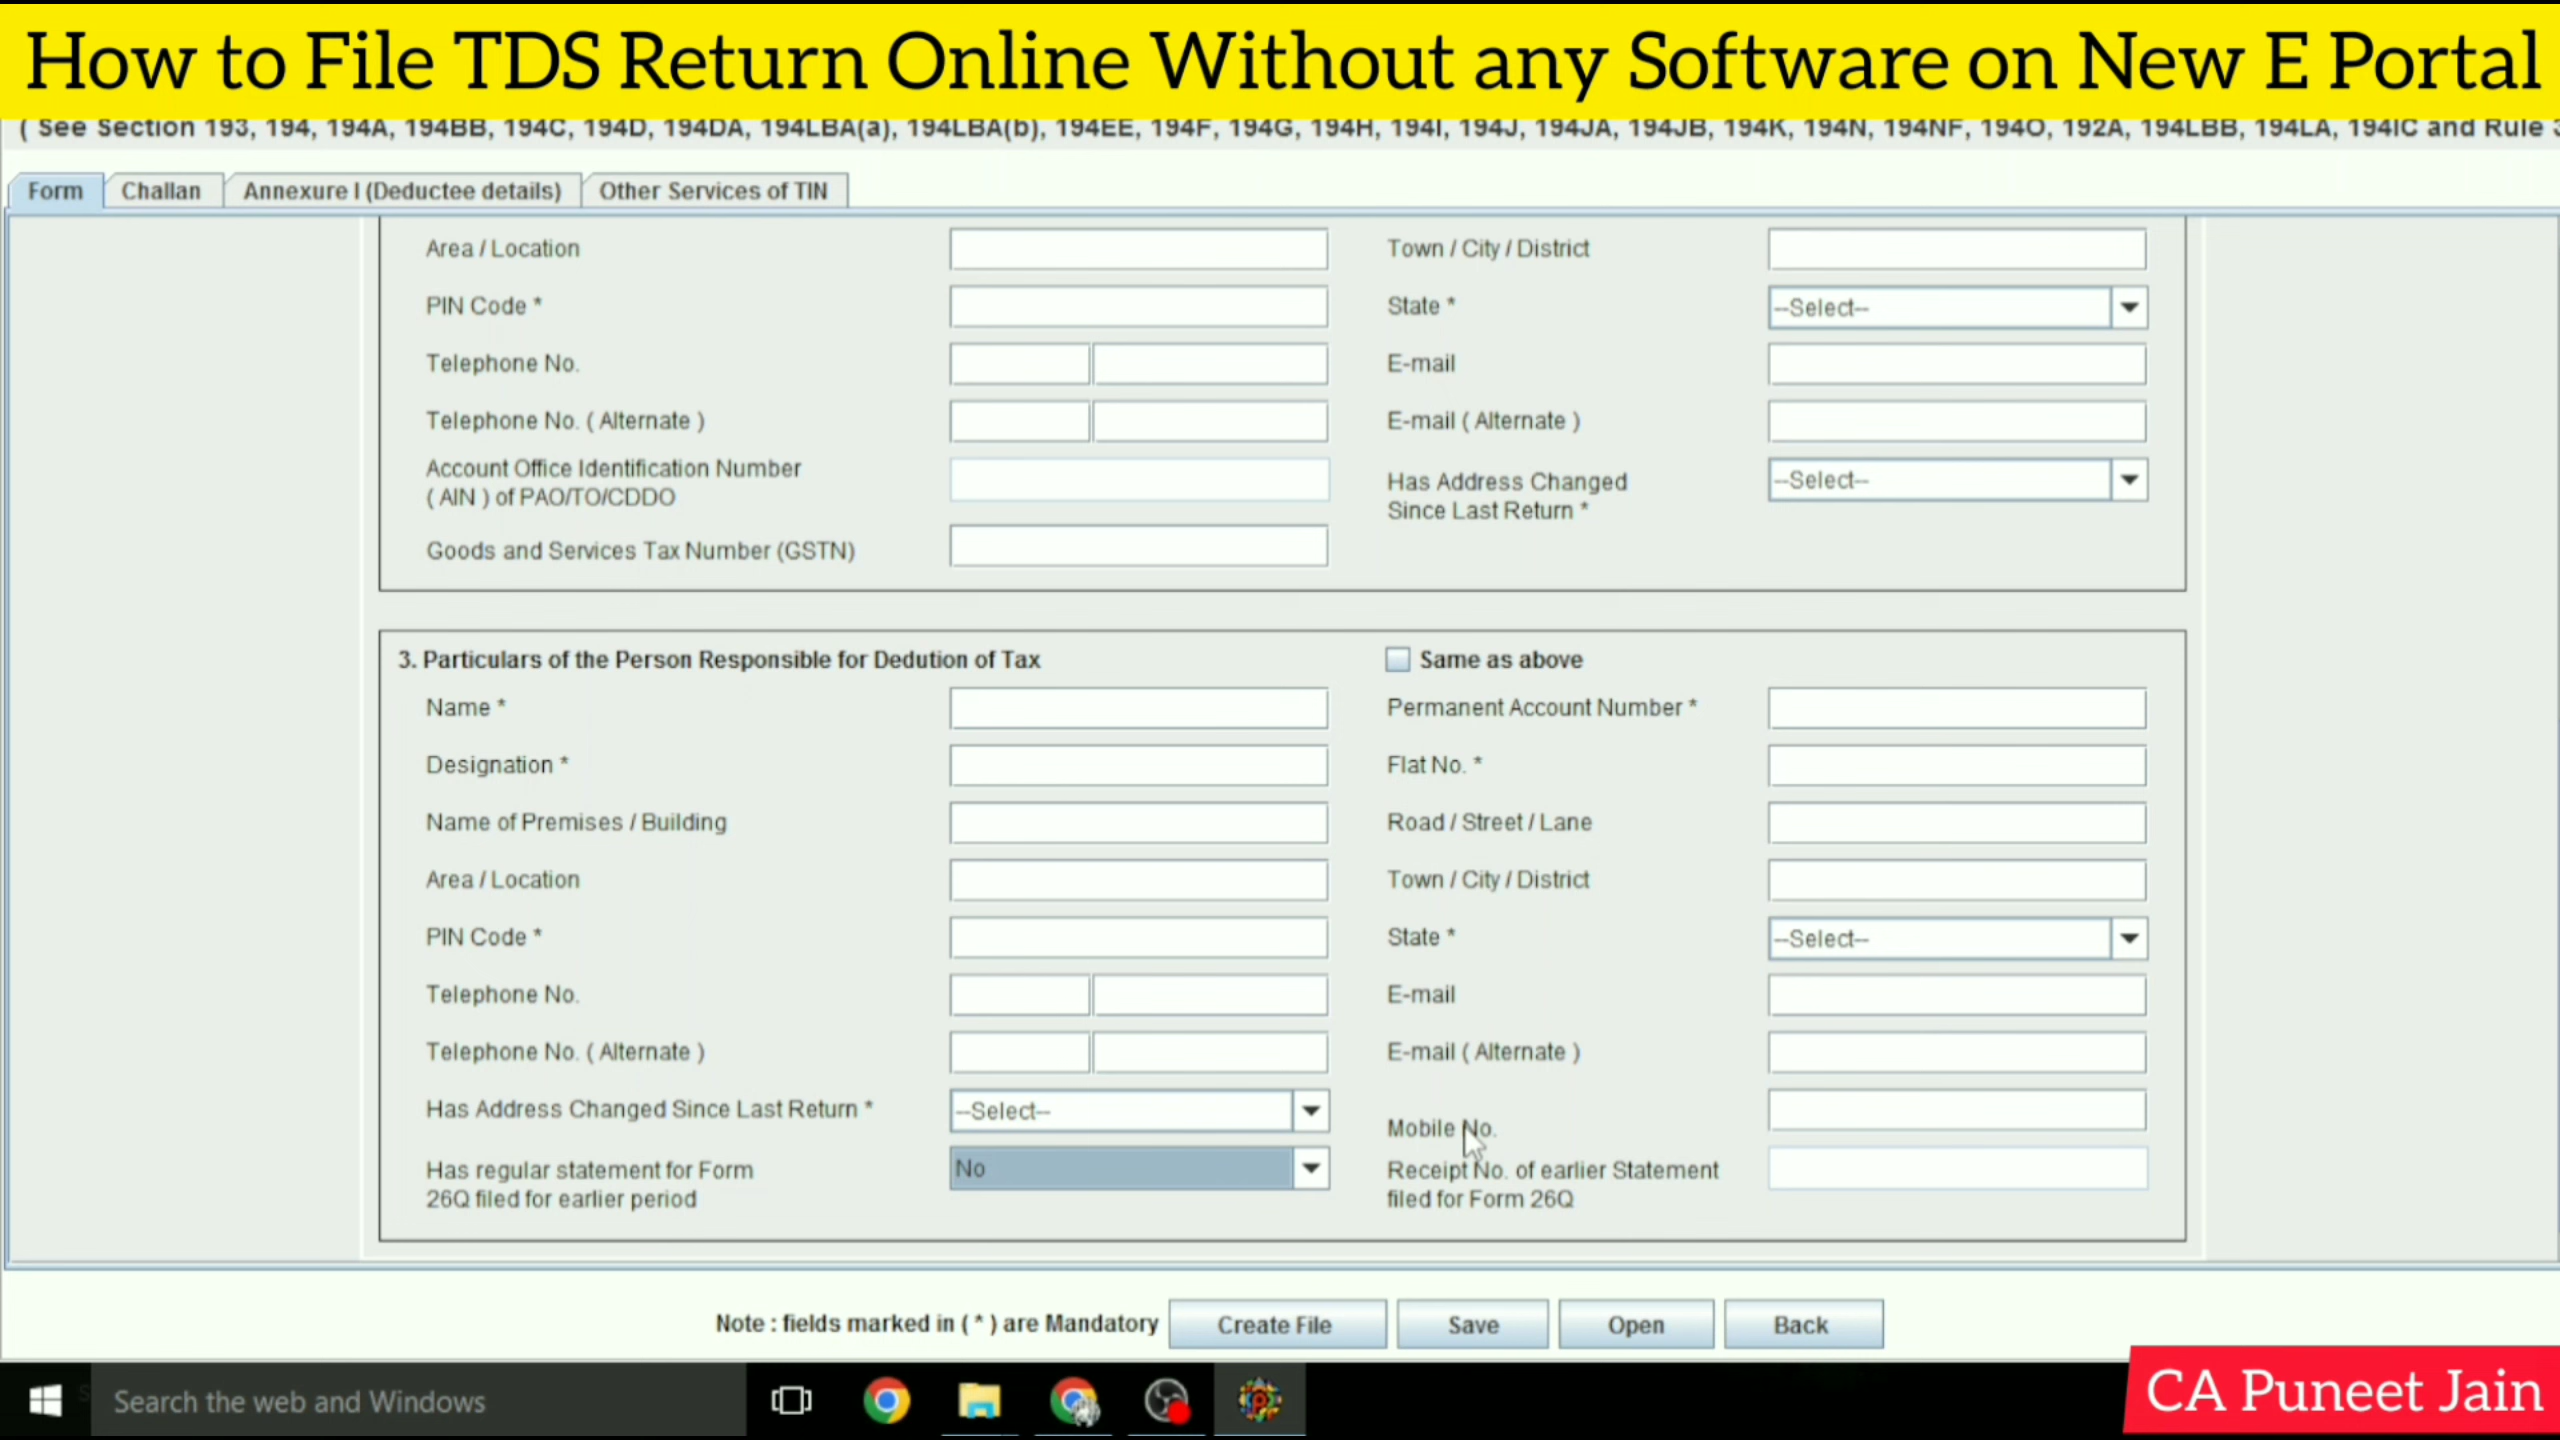 How to File TDS Return Online Without any Software on New E Portal
( See Section 193, 194, 194A, 194BB, 194C, 194D, 194DA, 194LBA(a), 194LBA(b), 194EE, 194F, 194G, 194H, 194I, 194J, 194JA, 194JB, 194K, 194N, 194NF, 194O, 192A, 194LBB, 194LA, 194IC and Rule 3
Form Challan Annexure I (Deductee details) Other Services of TIN
Area / Location Town / City / District
PIN Code * State * --Select--
Telephone No. E-mail
Telephone No. ( Alternate ) E-mail ( Alternate )
Account Office Identification Number
( AIN ) of PAO/TO/CDDO
Has Address Changed --Select--
Since Last Return *
Goods and Services Tax Number (GSTN)
3. Particulars of the Person Responsible for Dedution of Tax Same as above
Name * Permanent Account Number *
Designation * Flat No. *
Name of Premises / Building Road / Street / Lane
Area / Location Town / City / District
PIN Code * State * --Select--
Telephone No. E-mail
Telephone No. ( Alternate ) E-mail ( Alternate )
Has Address Changed Since Last Return * --Select--
Mobile No.
Has regular statement for Form No
26Q filed for earlier period
Receipt No. of earlier Statement
filed for Form 26Q
Note : fields marked in ( * ) are Mandatory Create File Save Open Back
Search the web and Windows
CA Puneet Jain